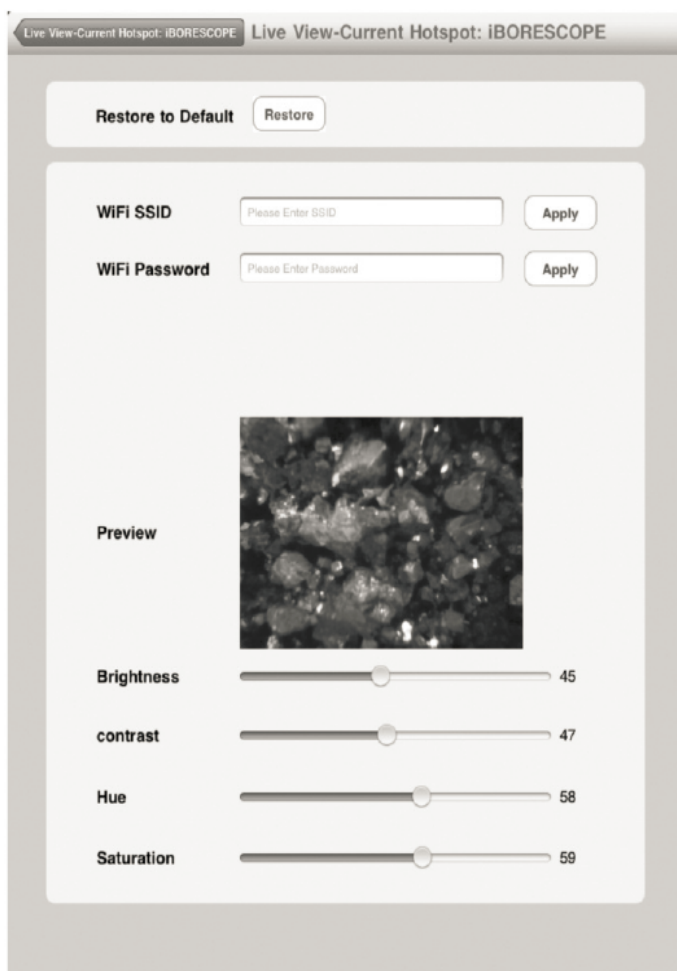 Live View-Current Hotspot: iBORESCOPE Live View-Current Hotspot: iBORESCOPE
Restore to Default Restore
WiFi SSID Please Enter SSID Apply
WiFi Password Please Enter Password Apply
Preview
Brightness 45
contrast 47
Hue 58
Saturation 59